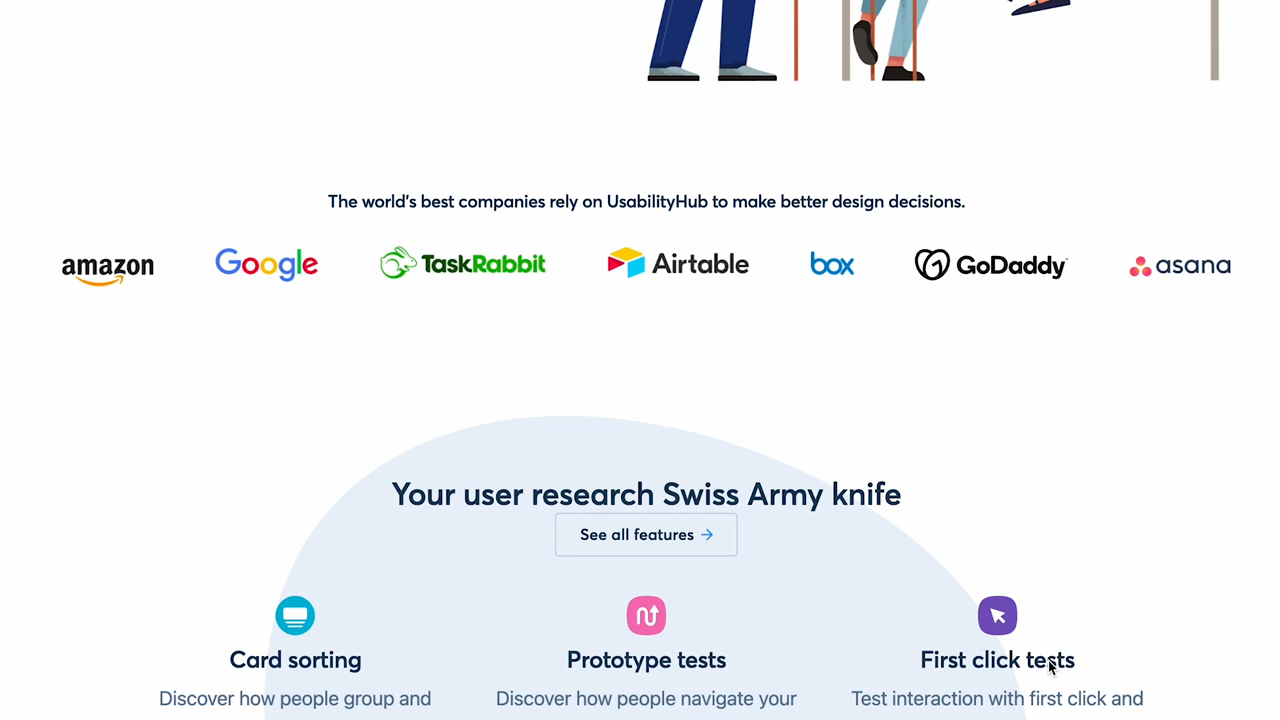 The world's best companies rely on UsabilityHub to make better design decisions.
amazon Google TaskRabbit Airtable box GoDaddy asana
Your user research Swiss Army knife
See all features →
Card sorting Prototype tests First click tests
Discover how people group and Discover how people navigate your Test interaction with first click and